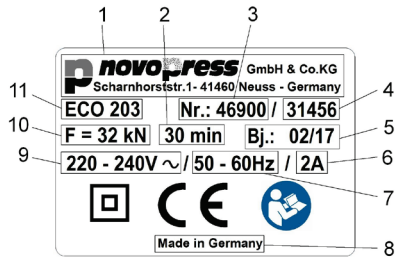 1 2 3
novopress GmbH & Co.KG
Scharnhorststr.1- 41460 Neuss - Germany
11 ECO 203 Nr.: 46900 / 31456 4
10 F = 32 kN 30 min Bj.: 02/17 5
9 220 - 240V ~ / 50 - 60Hz / 2A 6
7
CE
Made in Germany 8